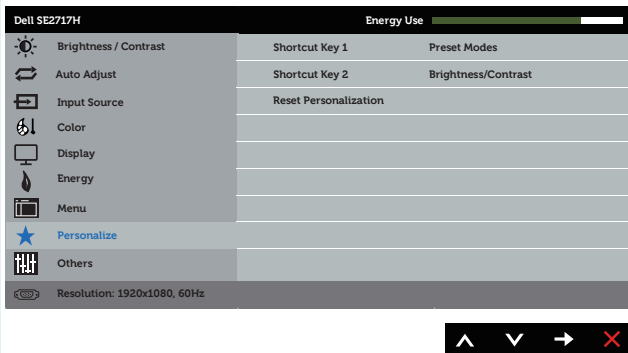 Dell SE2717H Energy Use
Brightness / Contrast Shortcut Key 1 Preset Modes
Auto Adjust Shortcut Key 2 Brightness/Contrast
Input Source Reset Personalization
Color
Display
Energy
Menu
Personalize
Others
Resolution: 1920x1080, 60Hz